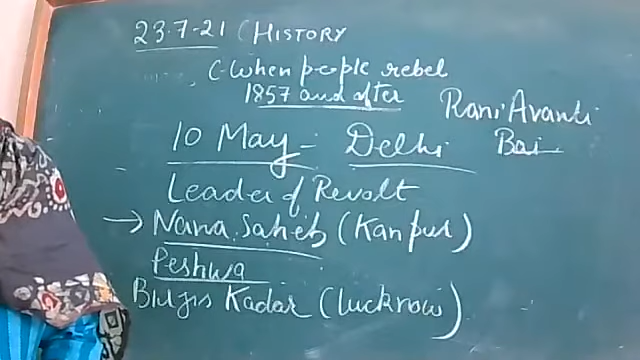 23.7-21 (HISTORY
C-When people rebel
1857 and after
Rani Avanti
Bai
10 May - Delhi
Leader of Revolt
→ Nana Saheb (Kanpur)
Peshwa
Birjis Kadar (lucknow)